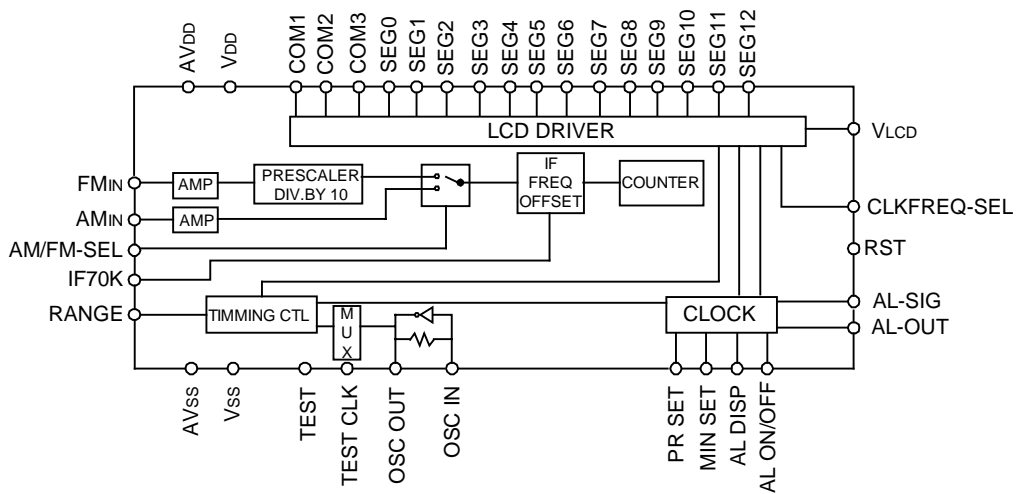 AVDD
VDD
COM1
COM2
COM3
SEG0
SEG1
SEG2
SEG3
SEG4
SEG5
SEG6
SEG7
SEG8
SEG9
SEG10
SEG11
SEG12
LCD DRIVER
VLCD
FMIN
AMP
PRESCALER
DIV.BY 10
IF
FREQ
OFFSET
COUNTER
AMIN
AMP
CLKFREQ-SEL
AM/FM-SEL
RST
IF70K
RANGE
TIMMING CTL
MUX
CLOCK
AL-SIG
AL-OUT
AVSS
VSS
TEST
TEST CLK
OSC OUT
OSC IN
PR SET
MIN SET
AL DISP
AL ON/OFF